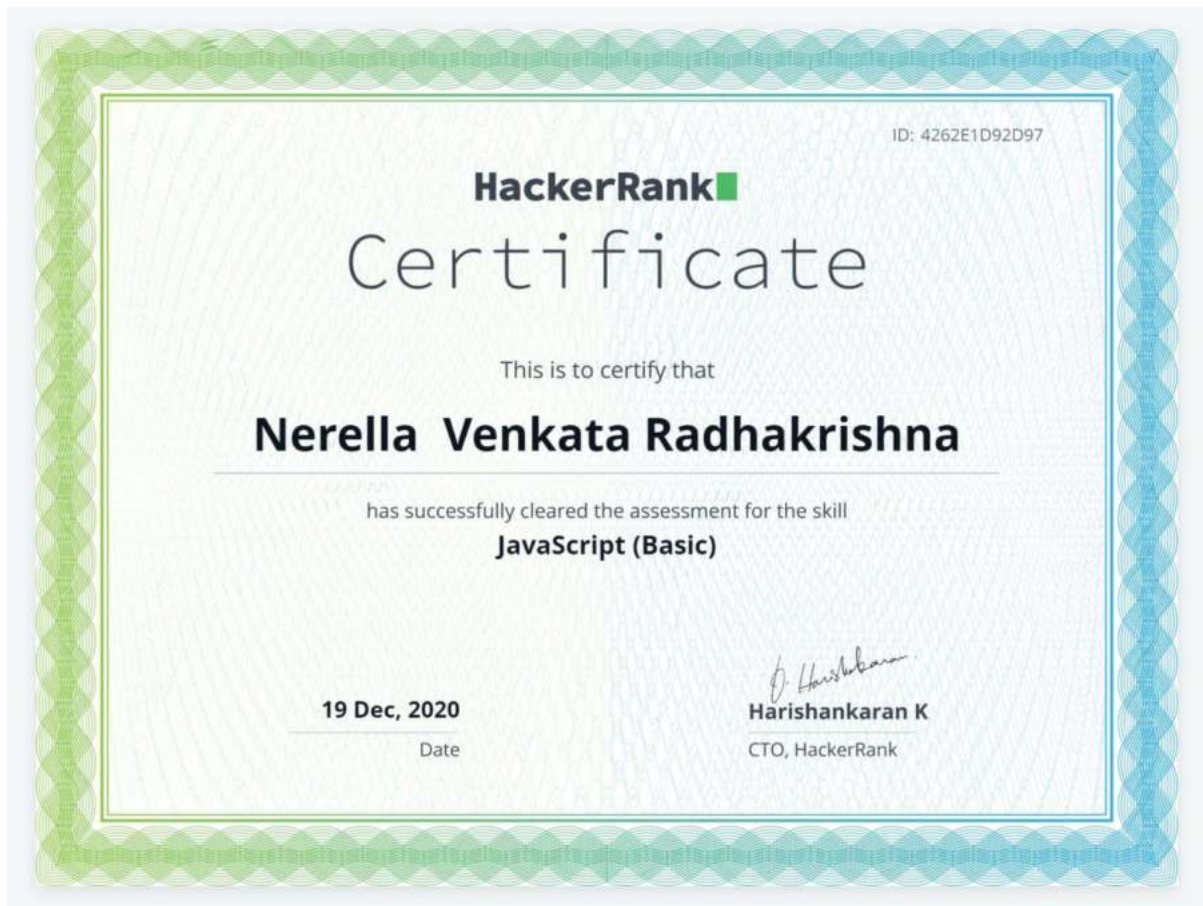 ID: 4262E1D92D97
HackerRank
Certificate
This is to certify that
Nerella Venkata Radhakrishna
has successfully cleared the assessment for the skill
JavaScript (Basic)
19 Dec, 2020
Date
Harishankaran K
CTO, HackerRank